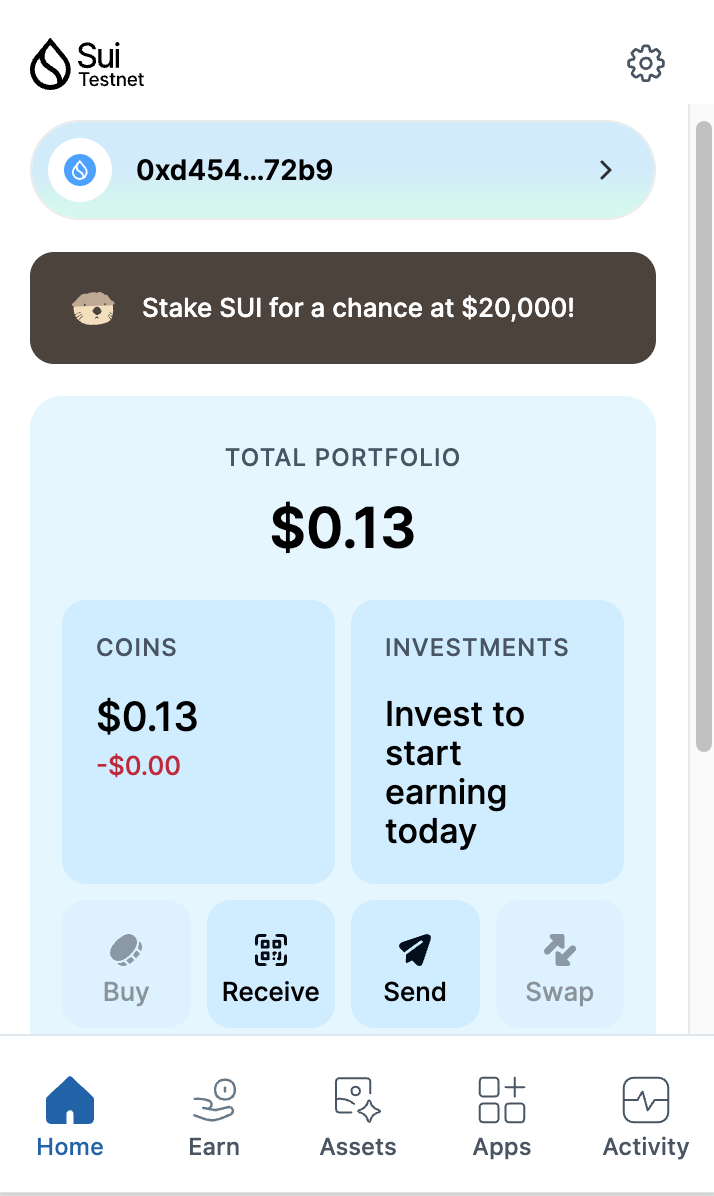 Sui
Testnet
0xd454...72b9
Stake SUI for a chance at $20,000!
TOTAL PORTFOLIO
$0.13
COINS
$0.13
-$0.00
INVESTMENTS
Invest to
start
earning
today
Buy
Receive
Send
Swap
Home
Earn
Assets
Apps
Activity